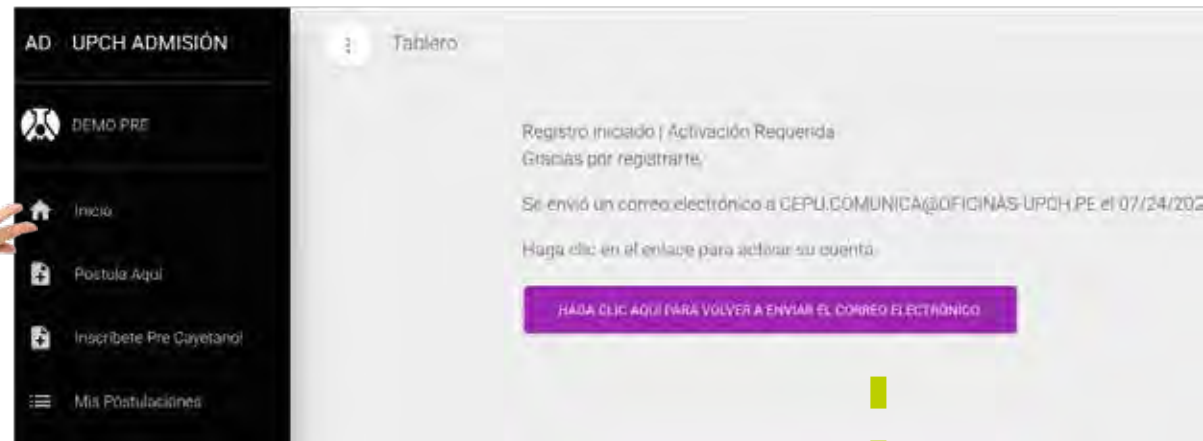 AD UPCH ADMISIÓN
DEMO PRE
Inicio
Postula Aquí
Inscríbete Pre Cayetano!
Mis Postulaciones
Tablero
Registro iniciado | Activación Requerida
Gracias por registrarte,
Se envió un correo electrónico a CEPU.COMUNICA@OFICINAS-UPCH.PE el 07/24/202
Haga clic en el enlace para activar su cuenta.
HAGA CLIC AQUÍ PARA VOLVER A ENVIAR EL CORREO ELECTRÓNICO